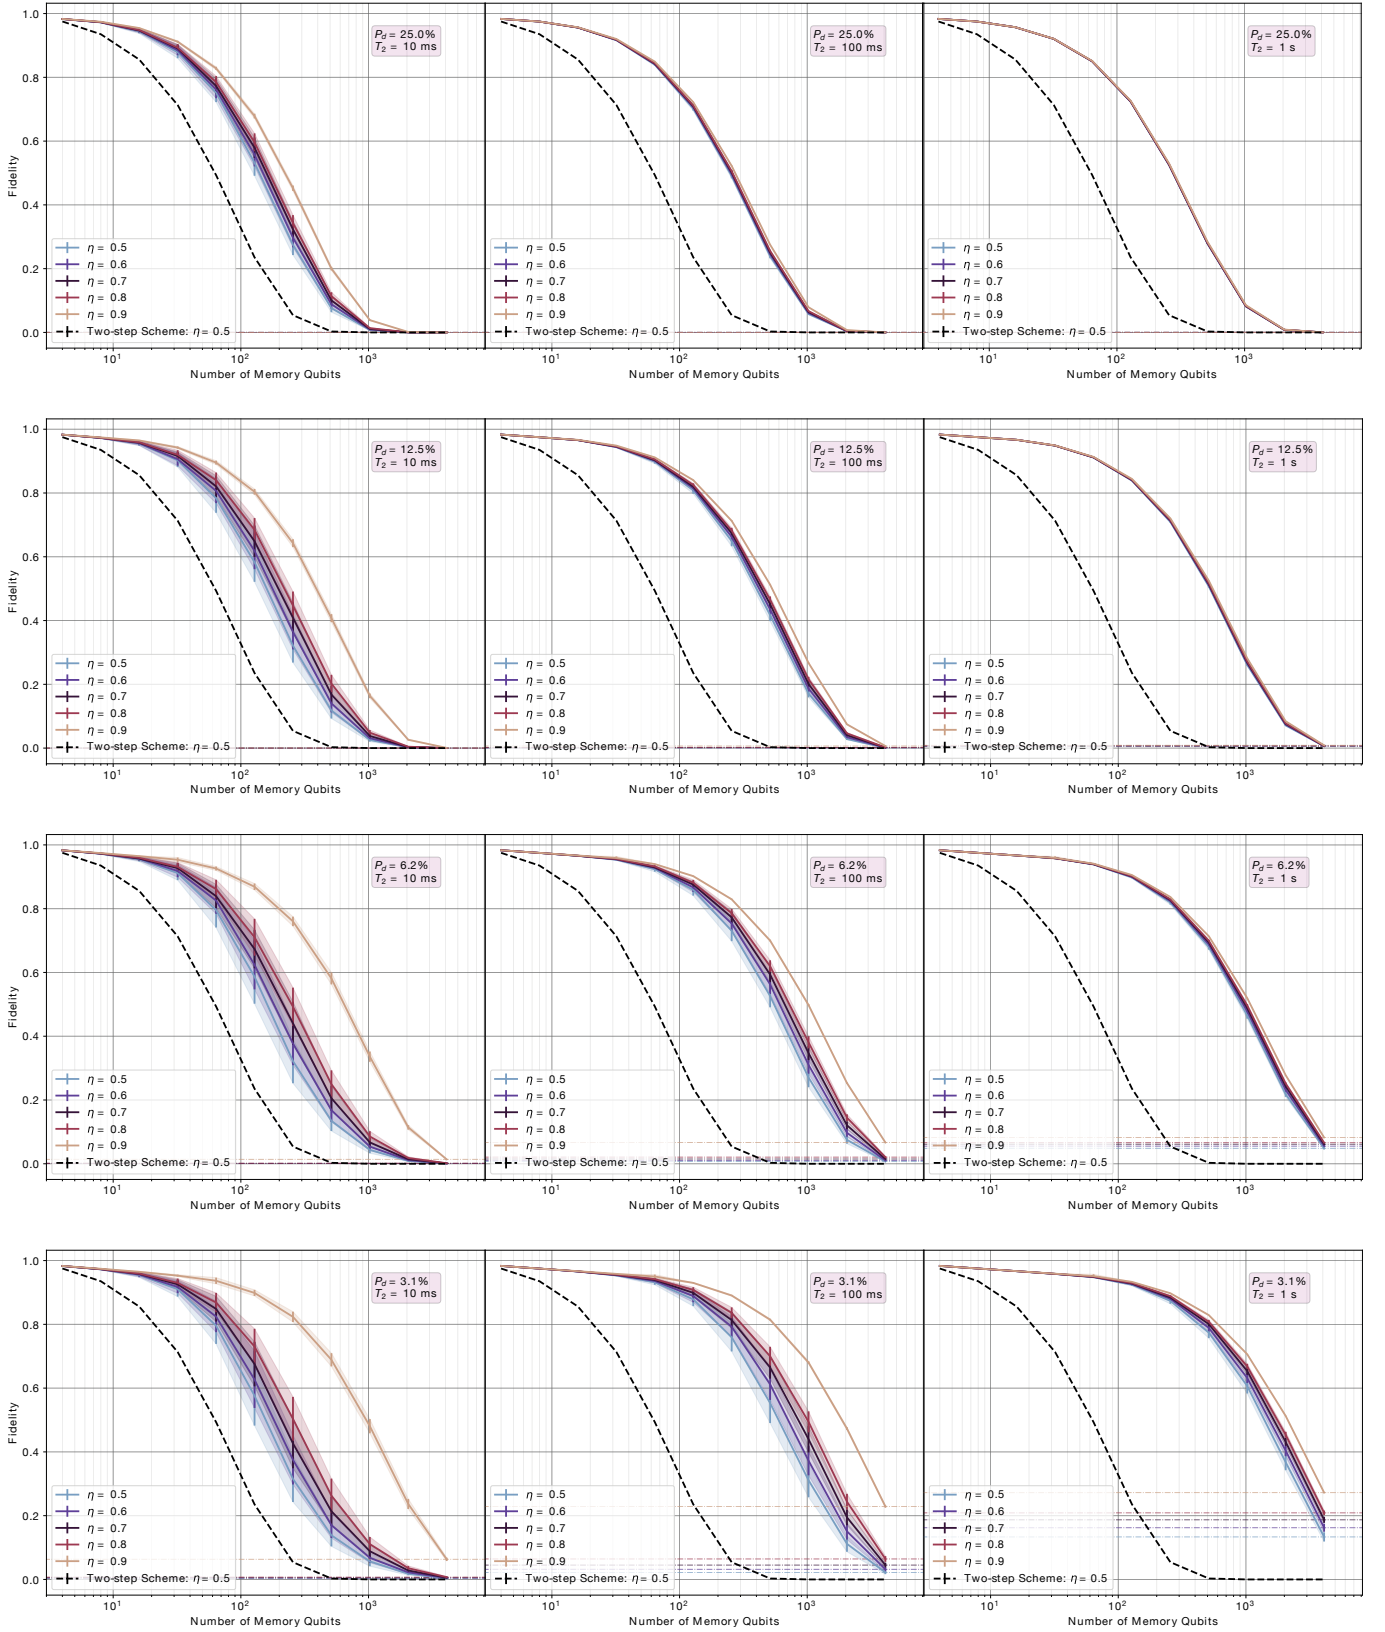 1.0
0.8
0.6
0.4
0.2
0.0
Fidelity
P_d = 25.0%
T_2 = 10 ms
η = 0.5
η = 0.6
η = 0.7
η = 0.8
η = 0.9
Two-step Scheme: η = 0.5
10^1
10^2
10^3
Number of Memory Qubits
P_d = 25.0%
T_2 = 100 ms
η = 0.5
η = 0.6
η = 0.7
η = 0.8
η = 0.9
Two-step Scheme: η = 0.5
10^2
10^3
Number of Memory Qubits
P_d = 25.0%
T_2 = 1 s
η = 0.5
η = 0.6
η = 0.7
η = 0.8
η = 0.9
Two-step Scheme: η = 0.5
10^1
10^2
10^3
Number of Memory Qubits
1.0
0.8
0.6
0.4
0.2
0.0
Fidelity
P_d = 12.5%
T_2 = 10 ms
η = 0.5
η = 0.6
η = 0.7
η = 0.8
η = 0.9
Two-step Scheme: η = 0.5
10^1
10^2
10^3
Number of Memory Qubits
P_d = 12.5%
T_2 = 100 ms
η = 0.5
η = 0.6
η = 0.7
η = 0.8
η = 0.9
Two-step Scheme: η = 0.5
10^2
10^3
Number of Memory Qubits
P_d = 12.5%
T_2 = 1 s
η = 0.5
η = 0.6
η = 0.7
η = 0.8
η = 0.9
Two-step Scheme: η = 0.5
10^1
10^2
10^3
Number of Memory Qubits
1.0
0.8
0.6
0.4
0.2
0.0
Fidelity
P_d = 6.2%
T_2 = 10 ms
η = 0.5
η = 0.6
η = 0.7
η = 0.8
η = 0.9
Two-step Scheme: η = 0.5
10^1
10^2
10^3
Number of Memory Qubits
P_d = 6.2%
T_2 = 100 ms
η = 0.5
η = 0.6
η = 0.7
η = 0.8
η = 0.9
Two-step Scheme: η = 0.5
10^2
10^3
Number of Memory Qubits
P_d = 6.2%
T_2 = 1 s
η = 0.5
η = 0.6
η = 0.7
η = 0.8
η = 0.9
Two-step Scheme: η = 0.5
10^1
10^2
10^3
Number of Memory Qubits
1.0
0.8
0.6
0.4
0.2
0.0
Fidelity
P_d = 3.1%
T_2 = 10 ms
η = 0.5
η = 0.6
η = 0.7
η = 0.8
η = 0.9
Two-step Scheme: η = 0.5
10^1
10^2
10^3
Number of Memory Qubits
P_d = 3.1%
T_2 = 100 ms
η = 0.5
η = 0.6
η = 0.7
η = 0.8
η = 0.9
Two-step Scheme: η = 0.5
10^2
10^3
Number of Memory Qubits
P_d = 3.1%
T_2 = 1 s
η = 0.5
η = 0.6
η = 0.7
η = 0.8
η = 0.9
Two-step Scheme: η = 0.5
10^1
10^2
10^3
Number of Memory Qubits